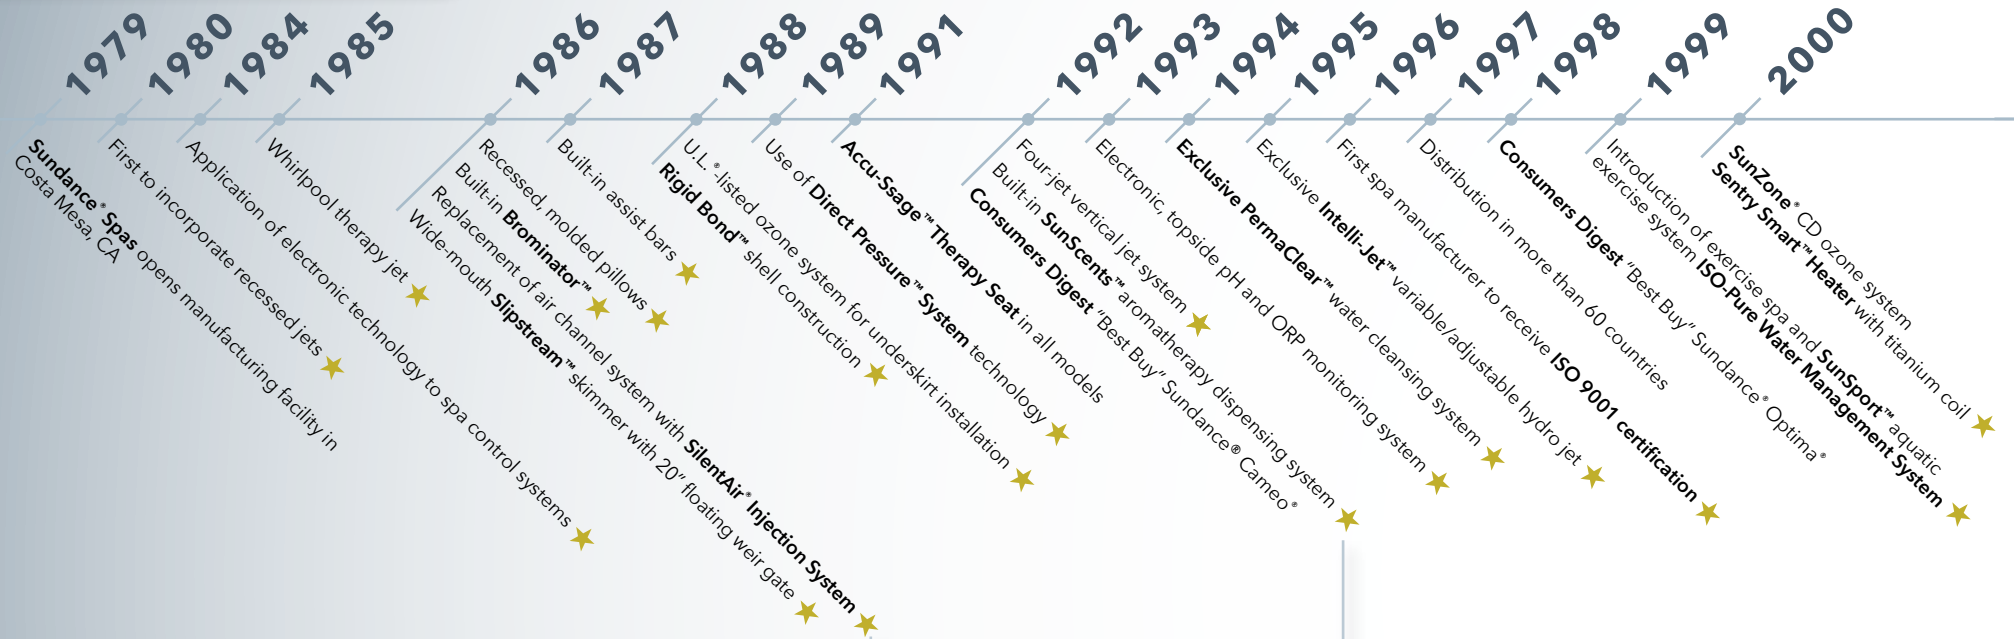 1979
Sundance® Spas opens manufacturing facility in
Costa Mesa, CA
1980
First to incorporate recessed jets
1984
Application of electronic technology to spa control systems
1985
Whirlpool therapy jet
1986
Recessed, molded pillows
Built-in Brominator™
Replacement of air channel system with SilentAir® Injection System
Wide-mouth Slipstream™ skimmer with 20” floating weir gate
1987
Built-in assist bars
1988
U.L.®-listed ozone system for underskirt installation
Rigid Bond™ shell construction
1989
Use of Direct Pressure™ System technology
1991
Accu-Ssage™ Therapy Seat in all models
1992
Four-jet vertical jet system
Built-in SunScents™ aromatherapy dispensing system
Consumers Digest “Best Buy” Sundance® Cameo®
1993
Electronic, topside pH and ORP monitoring system
1994
Exclusive PermaClear™ water cleansing system
1995
Exclusive Intelli-Jet™ variable/adjustable hydro jet
1996
First spa manufacturer to receive ISO 9001 certification
1997
Distribution in more than 60 countries
1998
Consumers Digest “Best Buy” Sundance® Optima®
1999
Introduction of exercise spa and SunSport™ aquatic
exercise system ISO-Pure Water Management System
2000
SunZone® CD ozone system
Sentry Smart™ Heater with titanium coil